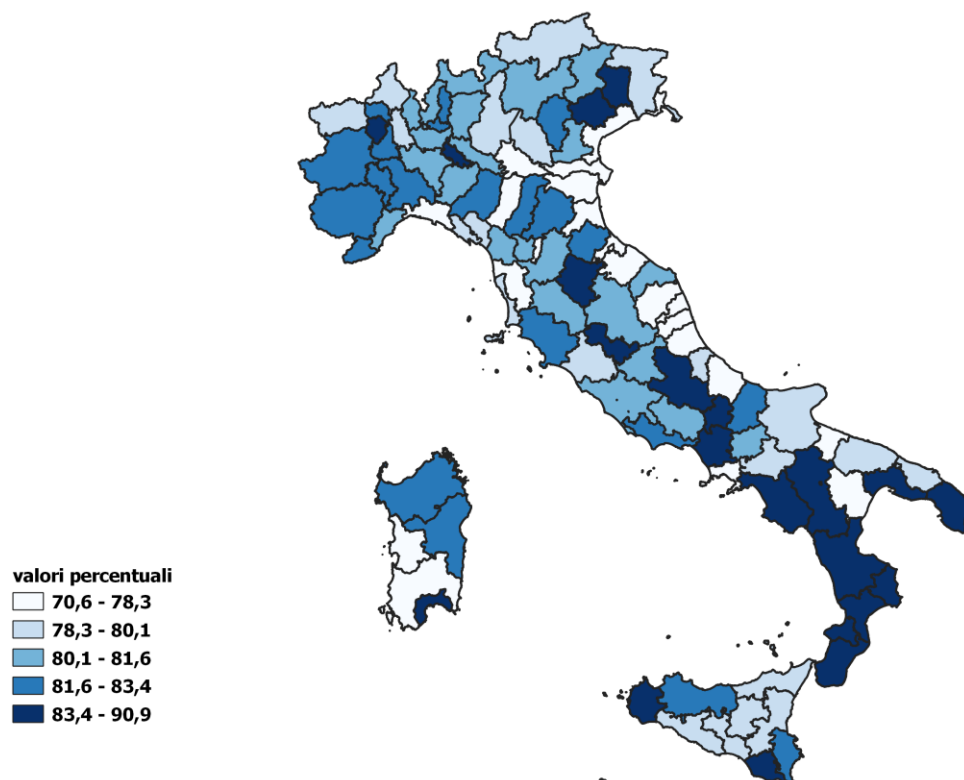 valori percentuali
70,6 - 78,3
78,3 - 80,1
80,1 - 81,6
81,6 - 83,4
83,4 - 90,9